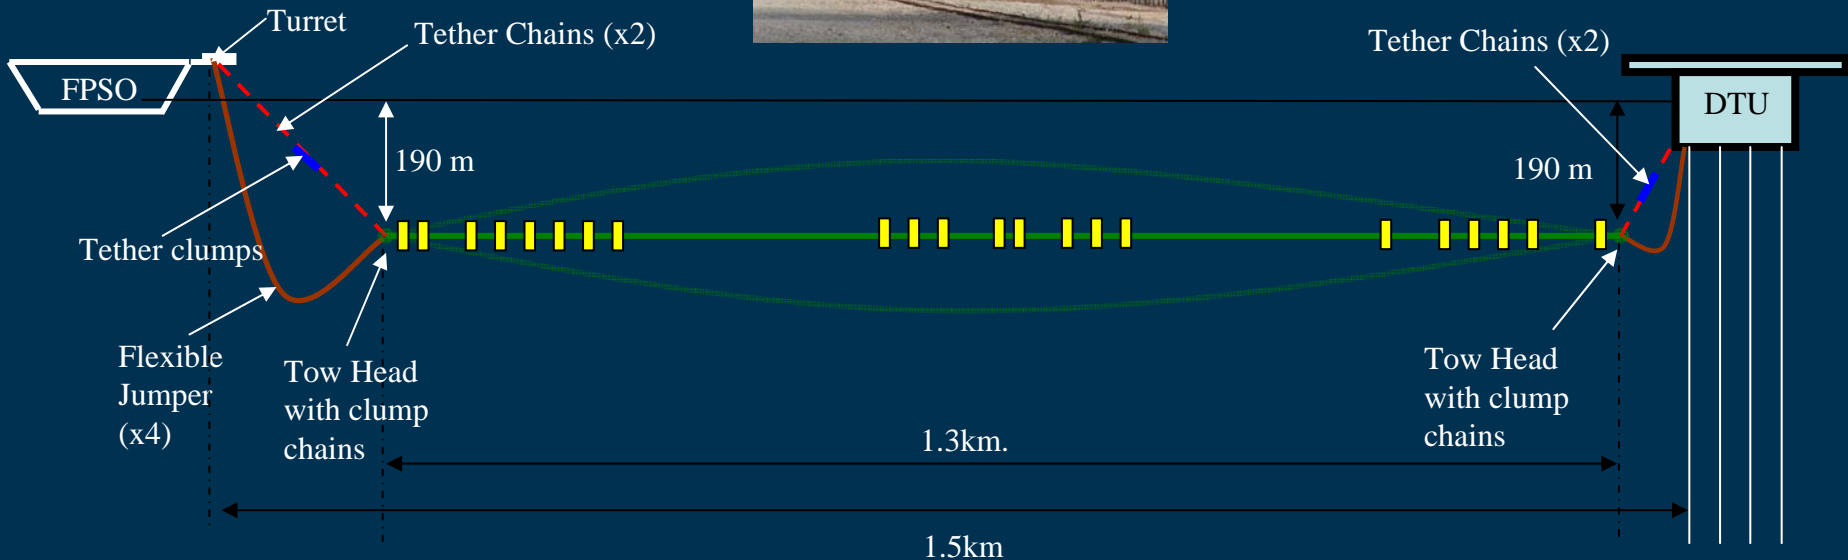 Turret
Tether Chains (x2)
Tether Chains (x2)
FPSO
DTU
190 m
190 m
Tether clumps
Flexible
Jumper
(x4)
Tow Head
with clump
chains
Tow Head
with clump
chains
1.3km.
1.5km